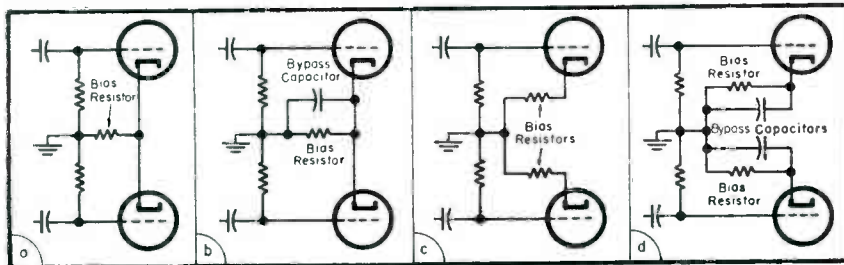 Bias
Resistor
a
Bypass
Capacitor
Bias
Resistor
b
Bias
Resistors
c
Bias
Resistor
Bypass Capacitors
Bias
Resistor
d